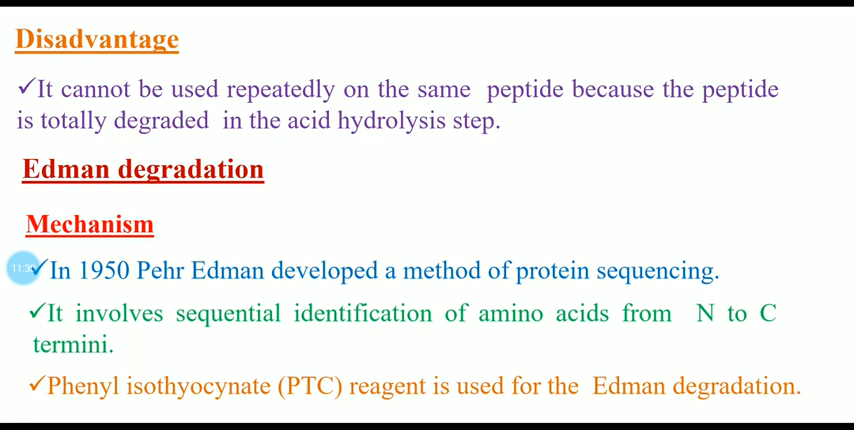 Disadvantage
✓It cannot be used repeatedly on the same peptide because the peptide
is totally degraded in the acid hydrolysis step.
Edman degradation
Mechanism
✓In 1950 Pehr Edman developed a method of protein sequencing.
✓It involves sequential identification of amino acids from N to C
termini.
✓Phenyl isothyocynate (PTC) reagent is used for the Edman degradation.